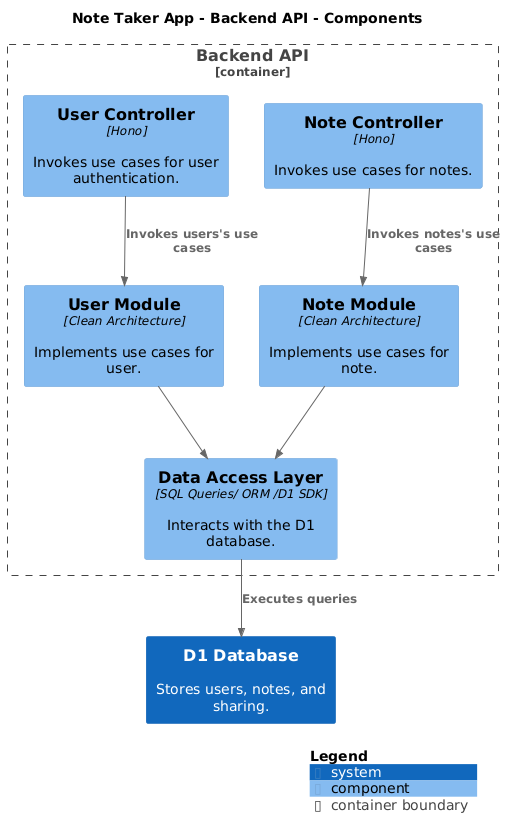 Note Taker App - Backend API - Components
Backend API
[container]
User Controller
[Hono]
Invokes use cases for user
authentication.
Note Controller
[Hono]
Invokes use cases for notes.
Invokes users's use
cases
Invokes notes's use
cases
User Module
[Clean Architecture]
Implements use cases for
user.
Note Module
[Clean Architecture]
Implements use cases for
note.
Data Access Layer
[SQL Queries/ ORM /D1 SDK]
Interacts with the D1
database.
Executes queries
D1 Database
Stores users, notes, and
sharing.
Legend
system
component
container boundary